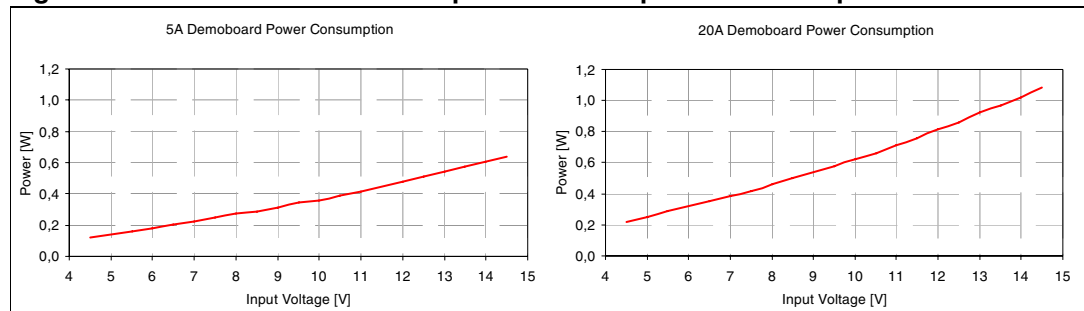 5A Demoboard Power Consumption
1,2
1,0
0,8
0,6
0,4
0,2
0,0
Power [W]
4 5 6 7 8 9 10 11 12 13 14 15
Input Voltage [V]
20A Demoboard Power Consumption
1,2
1,0
0,8
0,6
0,4
0,2
0,0
Power [W]
4 5 6 7 8 9 10 11 12 13 14 15
Input Voltage [V]